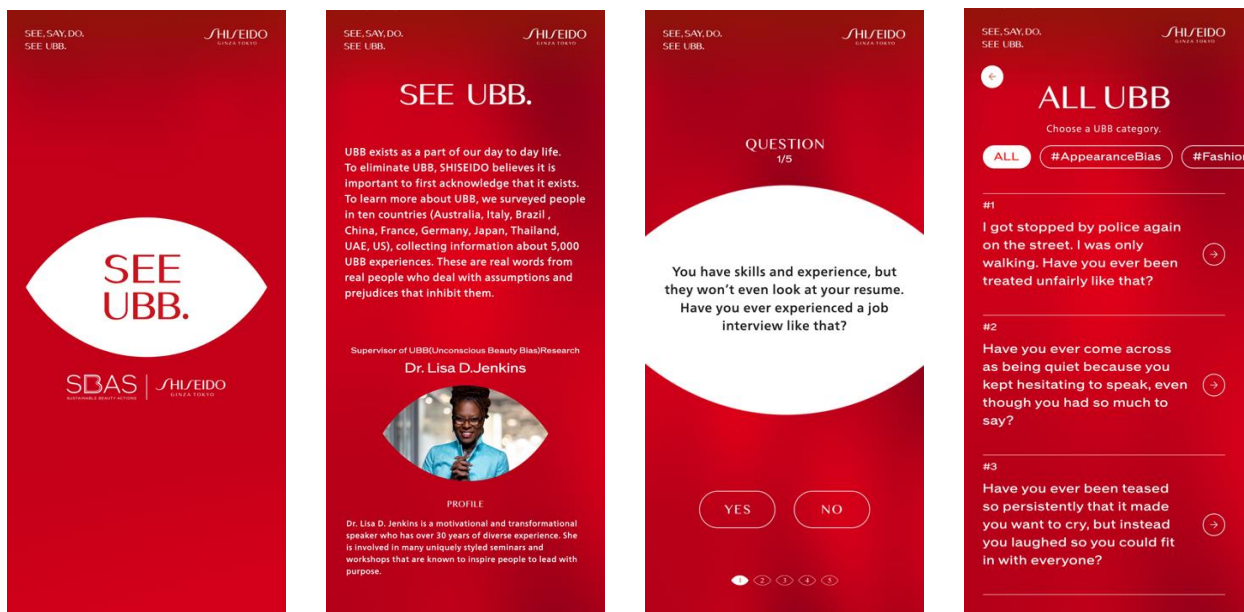 SEE, SAY, DO.
SEE UBB.
SHISEIDO
GINZA TOKYO
SEE
UBB.
SBAS
SUSTAINABLE BEAUTY ACTIONS
SHISEIDO
GINZA TOKYO
SEE, SAY, DO.
SEE UBB.
SHISEIDO
GINZA TOKYO
SEE UBB.
UBB exists as a part of our day to day life.
To eliminate UBB, SHISEIDO believes it is
important to first acknowledge that it exists.
To learn more about UBB, we surveyed people
in ten countries (Australia, Italy, Brazil ,
China, France, Germany, Japan, Thailand,
UAE, US), collecting information about 5,000
UBB experiences. These are real words from
real people who deal with assumptions and
prejudices that inhibit them.
Supervisor of UBB(Unconscious Beauty Bias)Research
Dr. Lisa D.Jenkins
PROFILE
Dr. Lisa D. Jenkins is a motivational and transformational
speaker who has over 30 years of diverse experience. She
is involved in many uniquely styled seminars and
workshops that are known to inspire people to lead with
purpose.
SEE, SAY, DO.
SEE UBB.
SHISEIDO
GINZA TOKYO
QUESTION
1/5
You have skills and experience, but
they won't even look at your resume.
Have you ever experienced a job
interview like that?
YES
NO
1 2 3 4 5
SEE, SAY, DO.
SEE UBB.
SHISEIDO
GINZA TOKYO
ALL UBB
Choose a UBB category.
ALL #AppearanceBias #Fashion
#1
I got stopped by police again
on the street. I was only
walking. Have you ever been
treated unfairly like that?
#2
Have you ever come across
as being quiet because you
kept hesitating to speak, even
though you had so much to
say?
#3
Have you ever been teased
so persistently that it made
you want to cry, but instead
you laughed so you could fit
in with everyone?